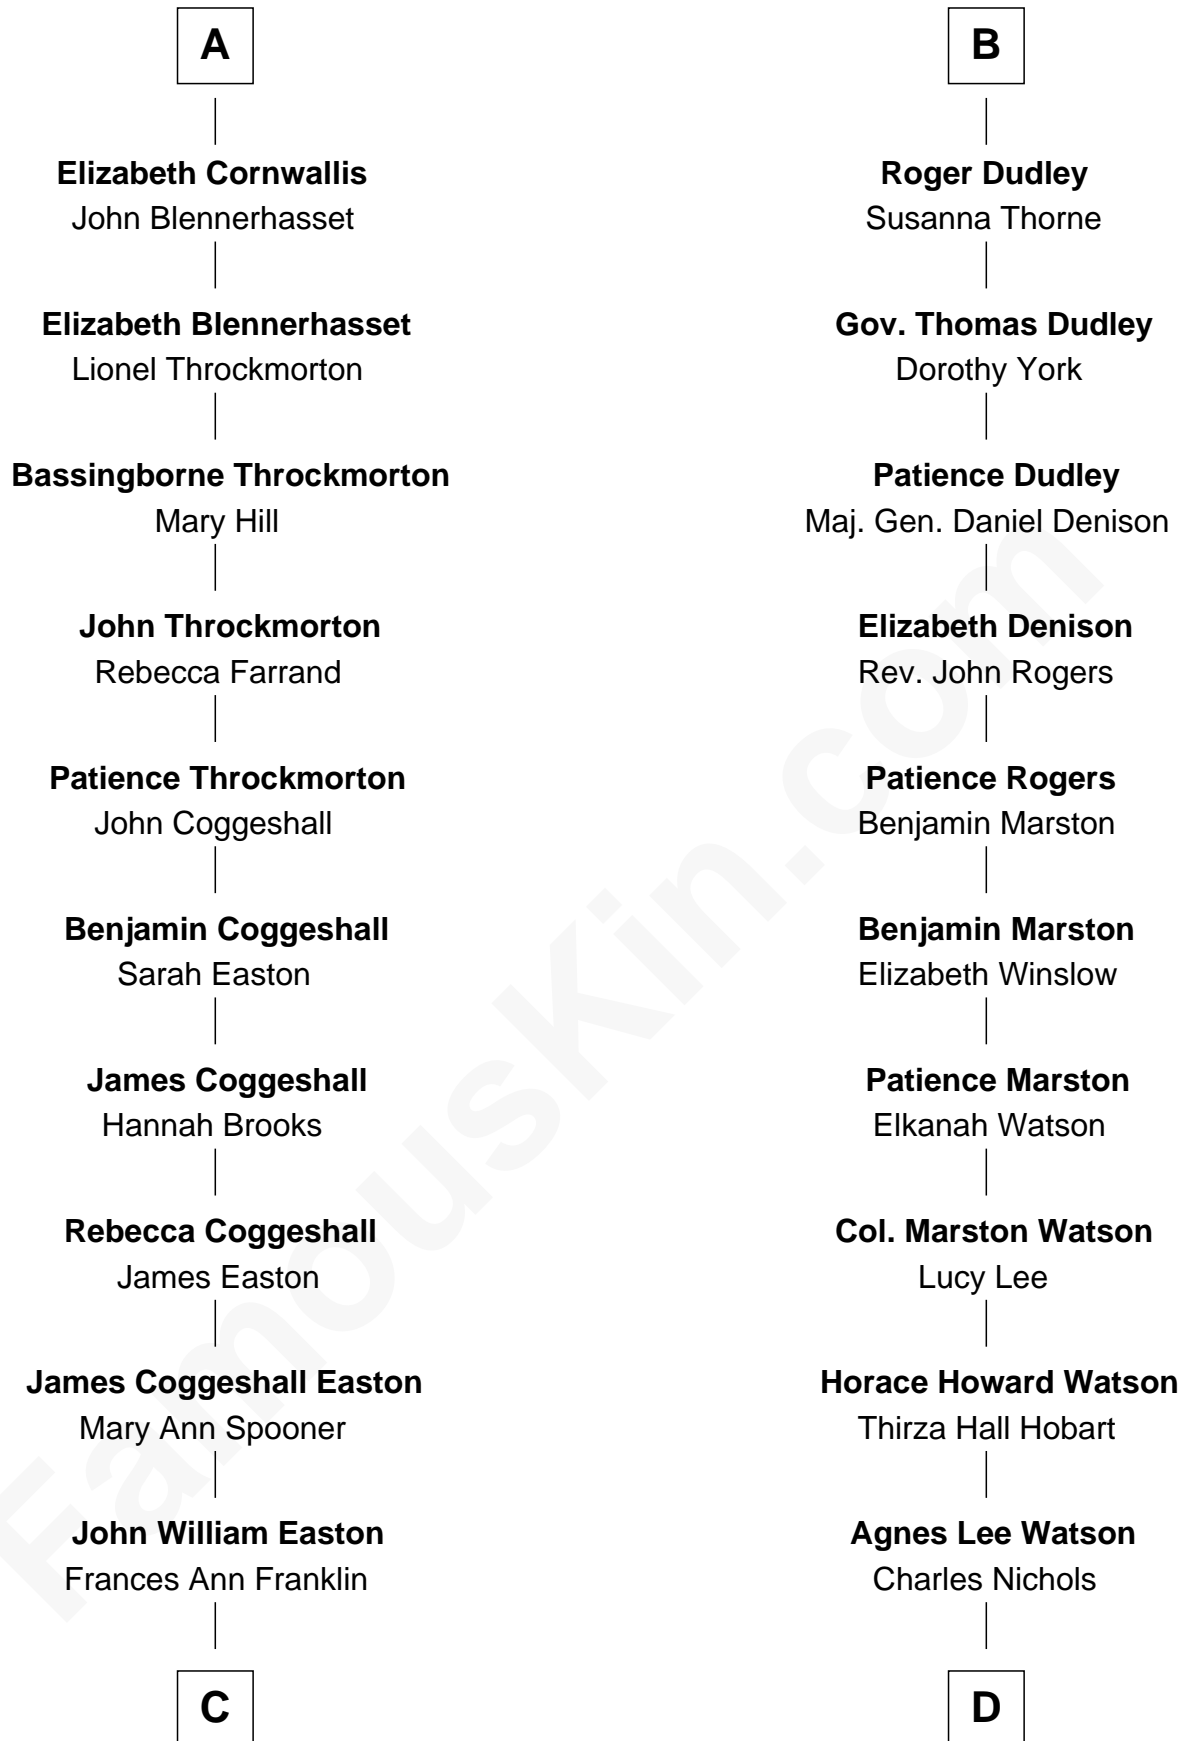 A
Elizabeth Cornwallis
John Blennerhasset
Elizabeth Blennerhasset
Lionel Throckmorton
Bassingborne Throckmorton
Mary Hill
John Throckmorton
Rebecca Farrand
Patience Throckmorton
John Coggeshall
Benjamin Coggeshall
Sarah Easton
James Coggeshall
Hannah Brooks
Rebecca Coggeshall
James Easton
James Coggeshall Easton
Mary Ann Spooner
John William Easton
Frances Ann Franklin
C
B
Roger Dudley
Susanna Thorne
Gov. Thomas Dudley
Dorothy York
Patience Dudley
Maj. Gen. Daniel Denison
Elizabeth Denison
Rev. John Rogers
Patience Rogers
Benjamin Marston
Benjamin Marston
Elizabeth Winslow
Patience Marston
Elkanah Watson
Col. Marston Watson
Lucy Lee
Horace Howard Watson
Thirza Hall Hobart
Agnes Lee Watson
Charles Nichols
D
FamousKin.com